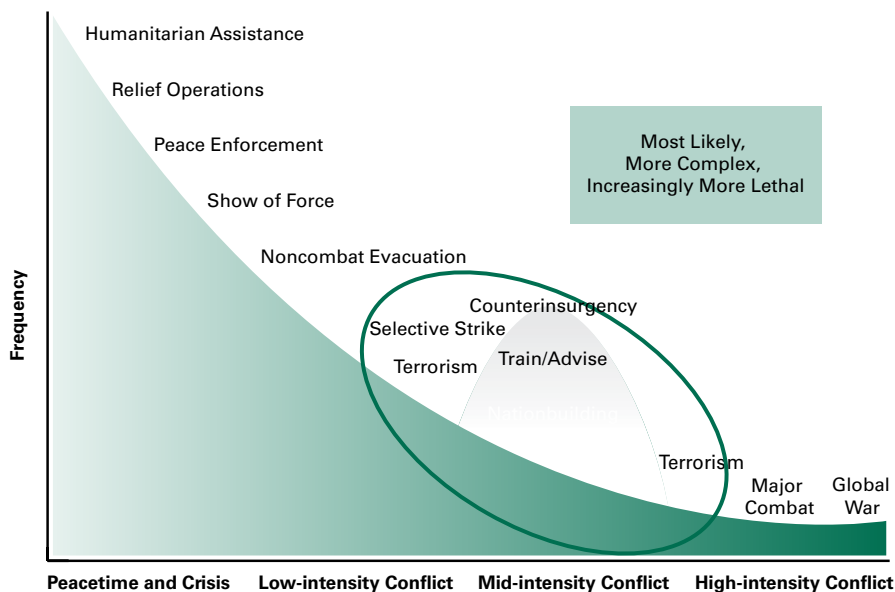 Humanitarian Assistance
Relief Operations
Peace Enforcement
Show of Force
Noncombat Evacuation
Most Likely,
More Complex,
Increasingly More Lethal
Counterinsurgency
Selective Strike
Train/Advise
Terrorism
Nationbuilding
Terrorism
Major
Combat
Global
War
Frequency
Peacetime and Crisis
Low-intensity Conflict
Mid-intensity Conflict
High-intensity Conflict